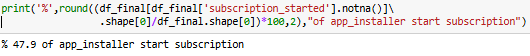 print('%',round((df_final[df_final['subscription_started'].notna()]\
.shape[0]/df_final.shape[0])*100,2),"of app_installer start subscription")
% 47.9 of app_installer start subscription